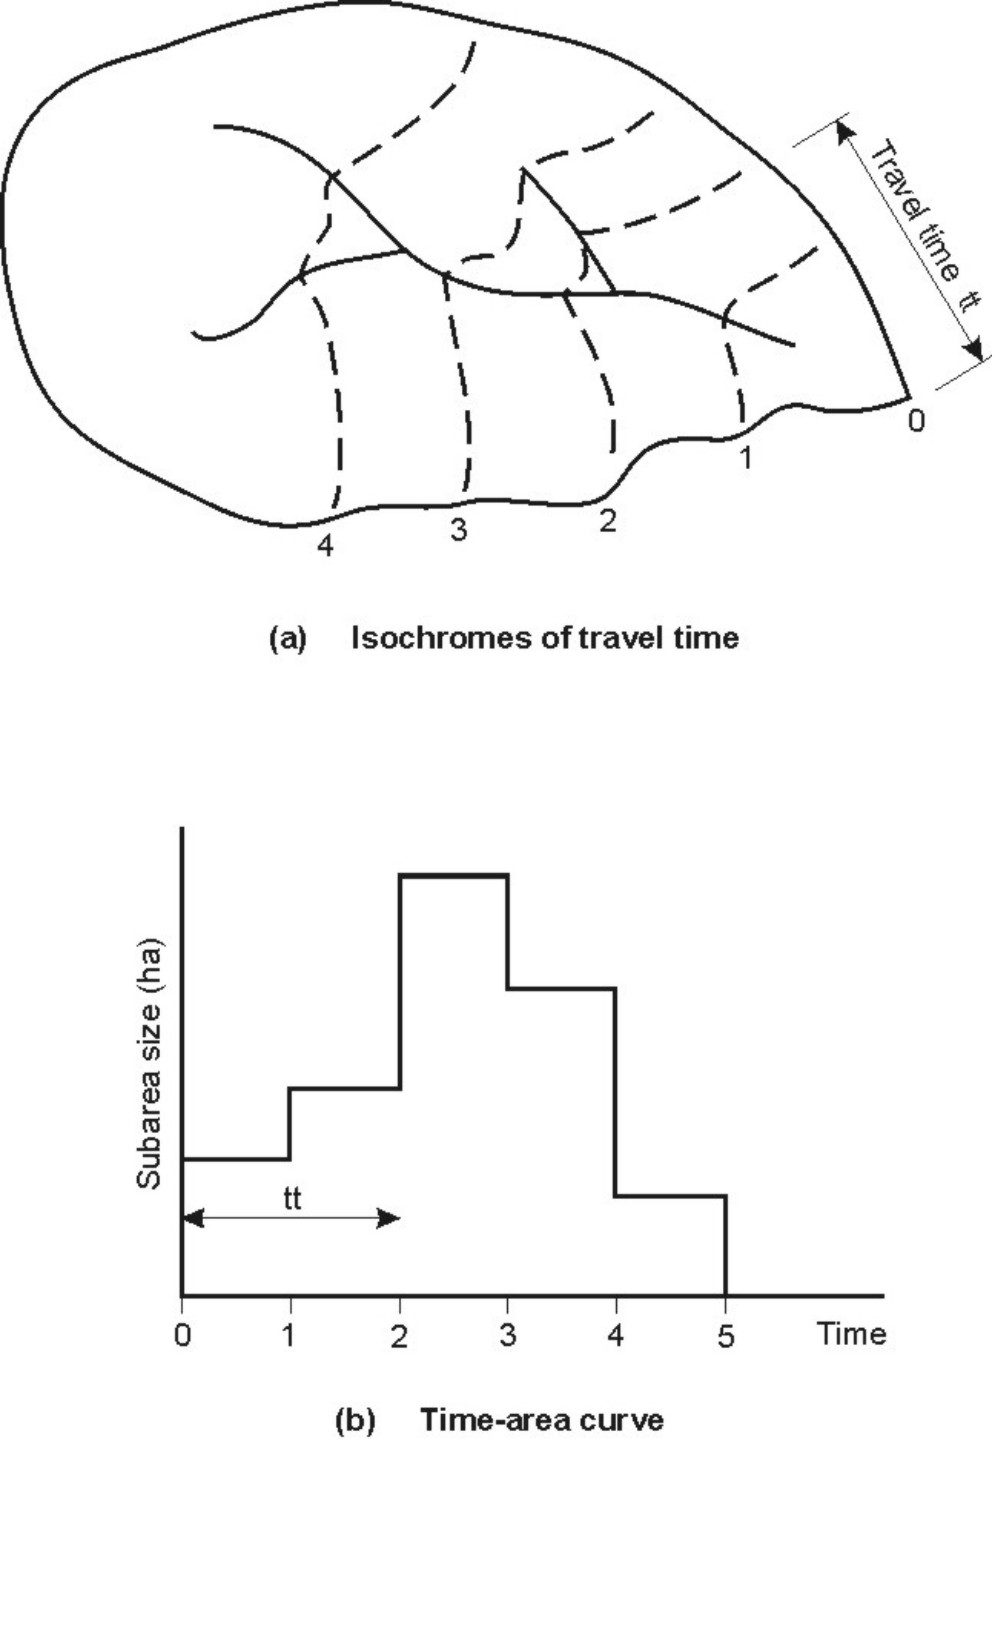 Travel time tt
0
1
2
3
4
(a) Isochromes of travel time
Subarea size (ha)
tt
0 1 2 3 4 5 Time
(b) Time-area curve